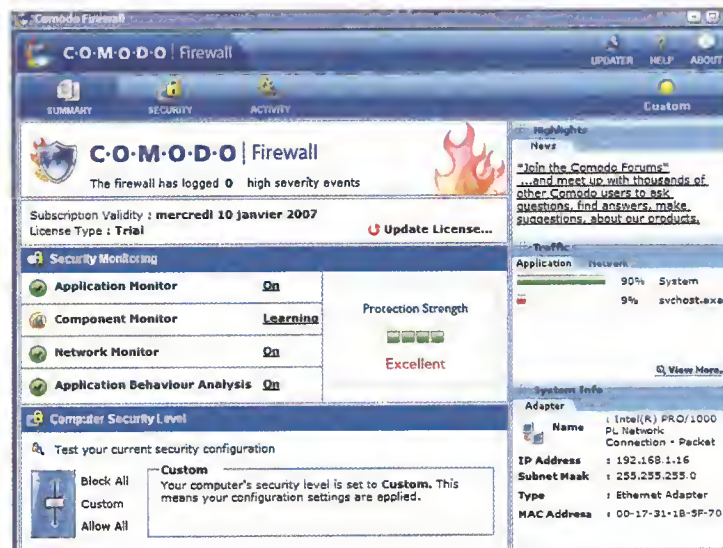 Comodo Firewall
C·O·M·O·D·O | Firewall
UPDATER HELP ABOUT
SUMMARY SECURITY ACTIVITY
Custom
C·O·M·O·D·O | Firewall
The firewall has logged 0 high severity events
Subscription Validity : mercredi 10 janvier 2007
License Type : Trial
Update License...
Security Monitoring
Application Monitor On
Component Monitor Learning
Network Monitor On
Application Behaviour Analysis On
Protection Strength
Excellent
Computer Security Level
Test your current security configuration
Block All
Custom
Allow All
Custom
Your computer's security level is set to Custom. This
means your configuration settings are applied.
Highlights
News
"Join the Comodo Forums"
...and meet up with thousands of
other Comodo users to ask
questions, find answers, make
suggestions, about our products.
Traffic
Application Network
90% System
9% svchost.exe
View More.
System Info
Adapter
Name : Intel(R) PRO/1000
PL Network
Connection - Packet
IP Address : 192.168.1.16
Subnet Mask : 255.255.255.0
Type : Ethernet Adapter
MAC Address : 00-17-31-1B-5F-70